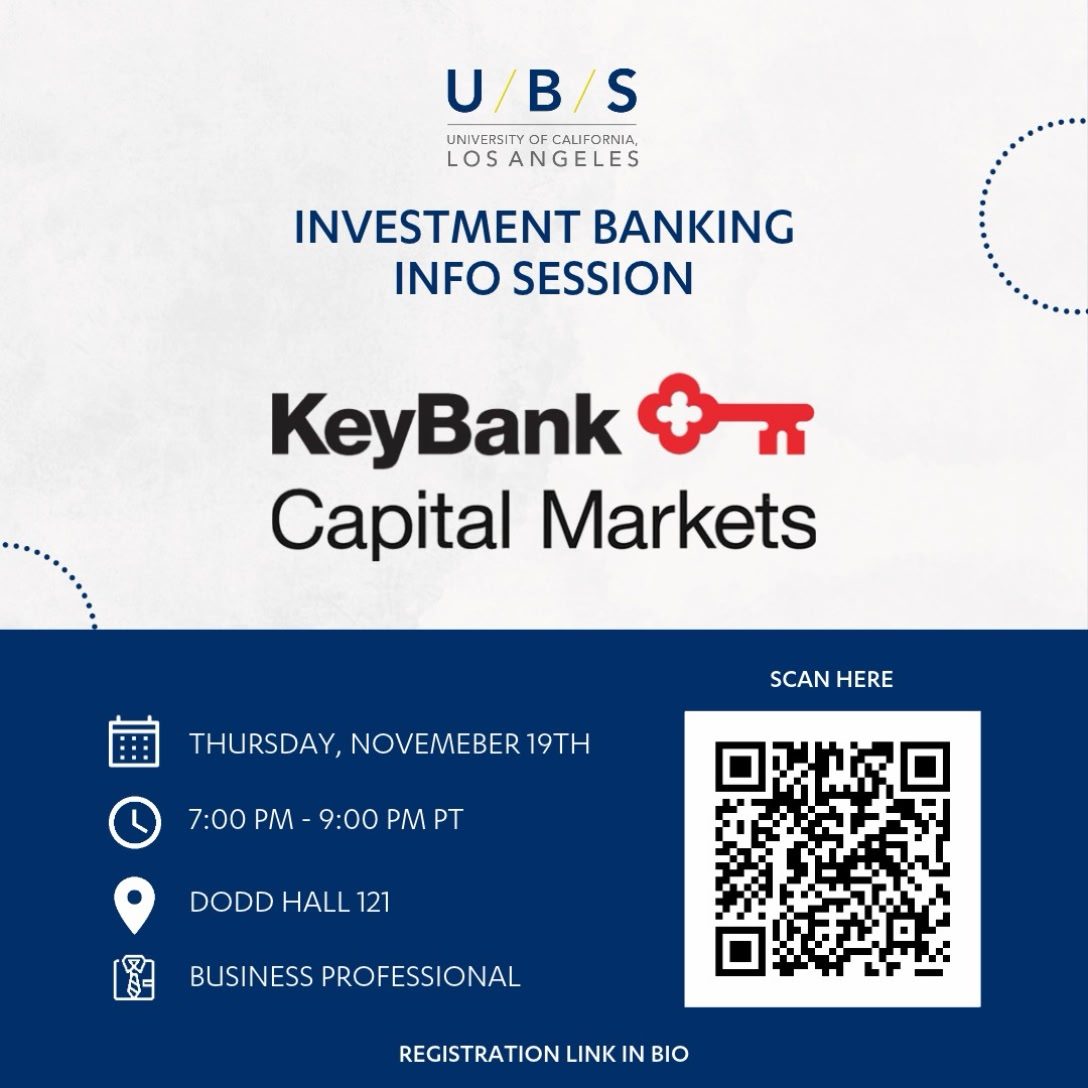 U/B/S
UNIVERSITY OF CALIFORNIA,
LOS ANGELES
INVESTMENT BANKING
INFO SESSION
KeyBank
Capital Markets
SCAN HERE
THURSDAY, NOVEMEBER 19TH
7:00 PM - 9:00 PM PT
DODD HALL 121
BUSINESS PROFESSIONAL
REGISTRATION LINK IN BIO